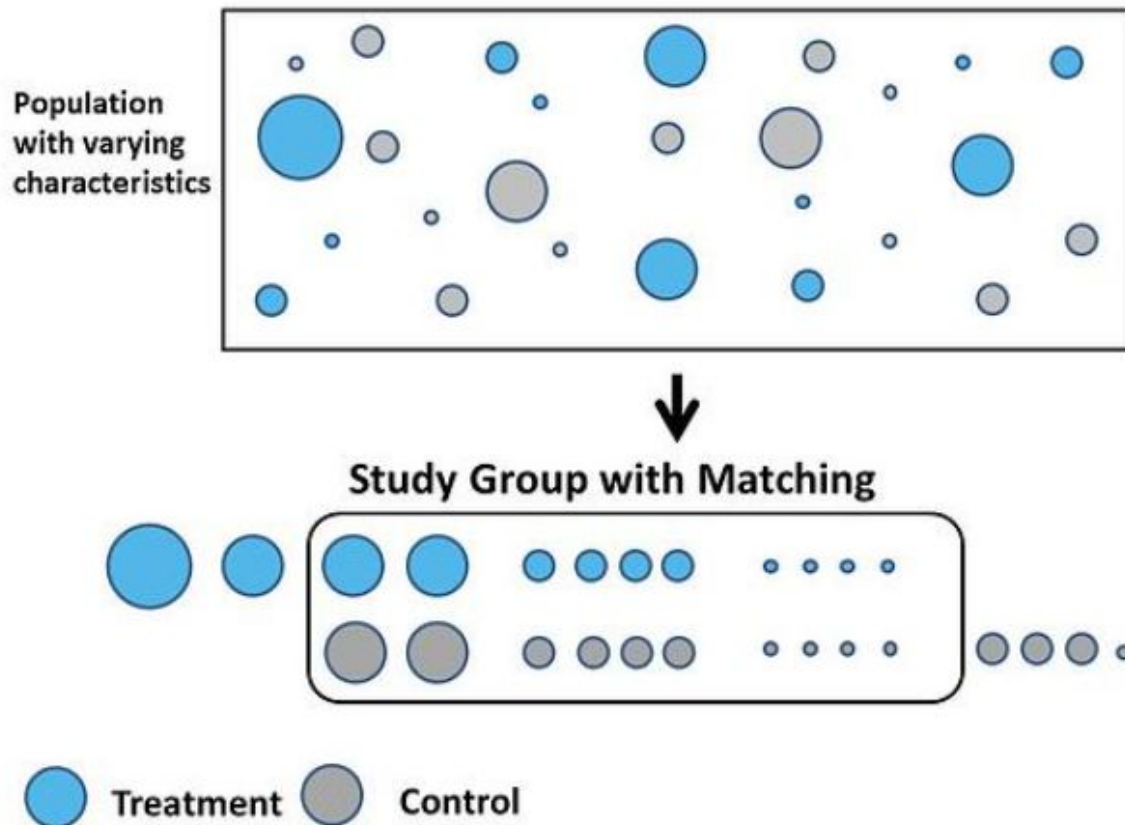 Population
with varying
characteristics
Study Group with Matching
Treatment
Control